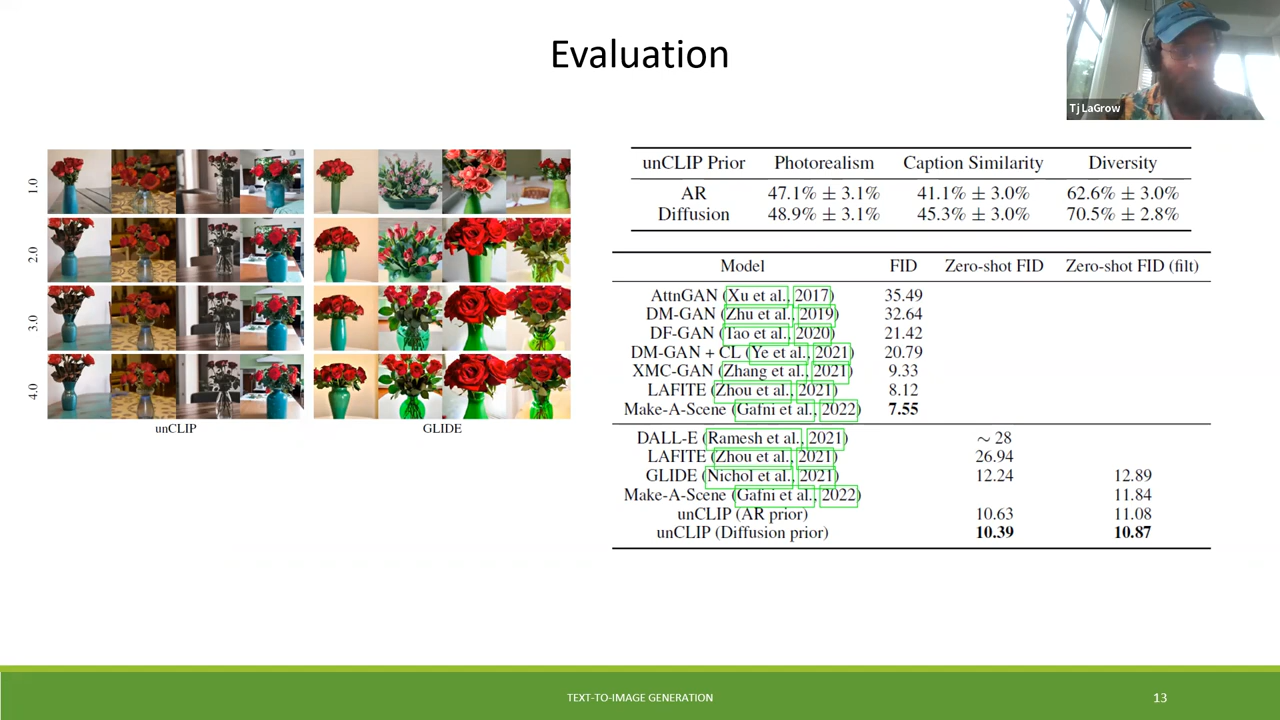 Evaluation
Tj LaGrow
1.0
2.0
3.0
4.0
unCLIP
GLIDE
unCLIP Prior Photorealism Caption Similarity Diversity
AR 47.1% ± 3.1% 41.1% ± 3.0% 62.6% ± 3.0%
Diffusion 48.9% ± 3.1% 45.3% ± 3.0% 70.5% ± 2.8%
Model FID Zero-shot FID Zero-shot FID (filt)
AttnGAN (Xu et al., 2017) 35.49
DM-GAN (Zhu et al., 2019) 32.64
DF-GAN (Tao et al., 2020) 21.42
DM-GAN + CL (Ye et al., 2021) 20.79
XMC-GAN (Zhang et al., 2021) 9.33
LAFITE (Zhou et al., 2021) 8.12
Make-A-Scene (Gafni et al., 2022) 7.55
DALL-E (Ramesh et al., 2021) ~ 28
LAFITE (Zhou et al., 2021) 26.94
GLIDE (Nichol et al., 2021) 12.24 12.89
Make-A-Scene (Gafni et al., 2022) 11.84
unCLIP (AR prior) 10.63 11.08
unCLIP (Diffusion prior) 10.39 10.87
TEXT-TO-IMAGE GENERATION
13